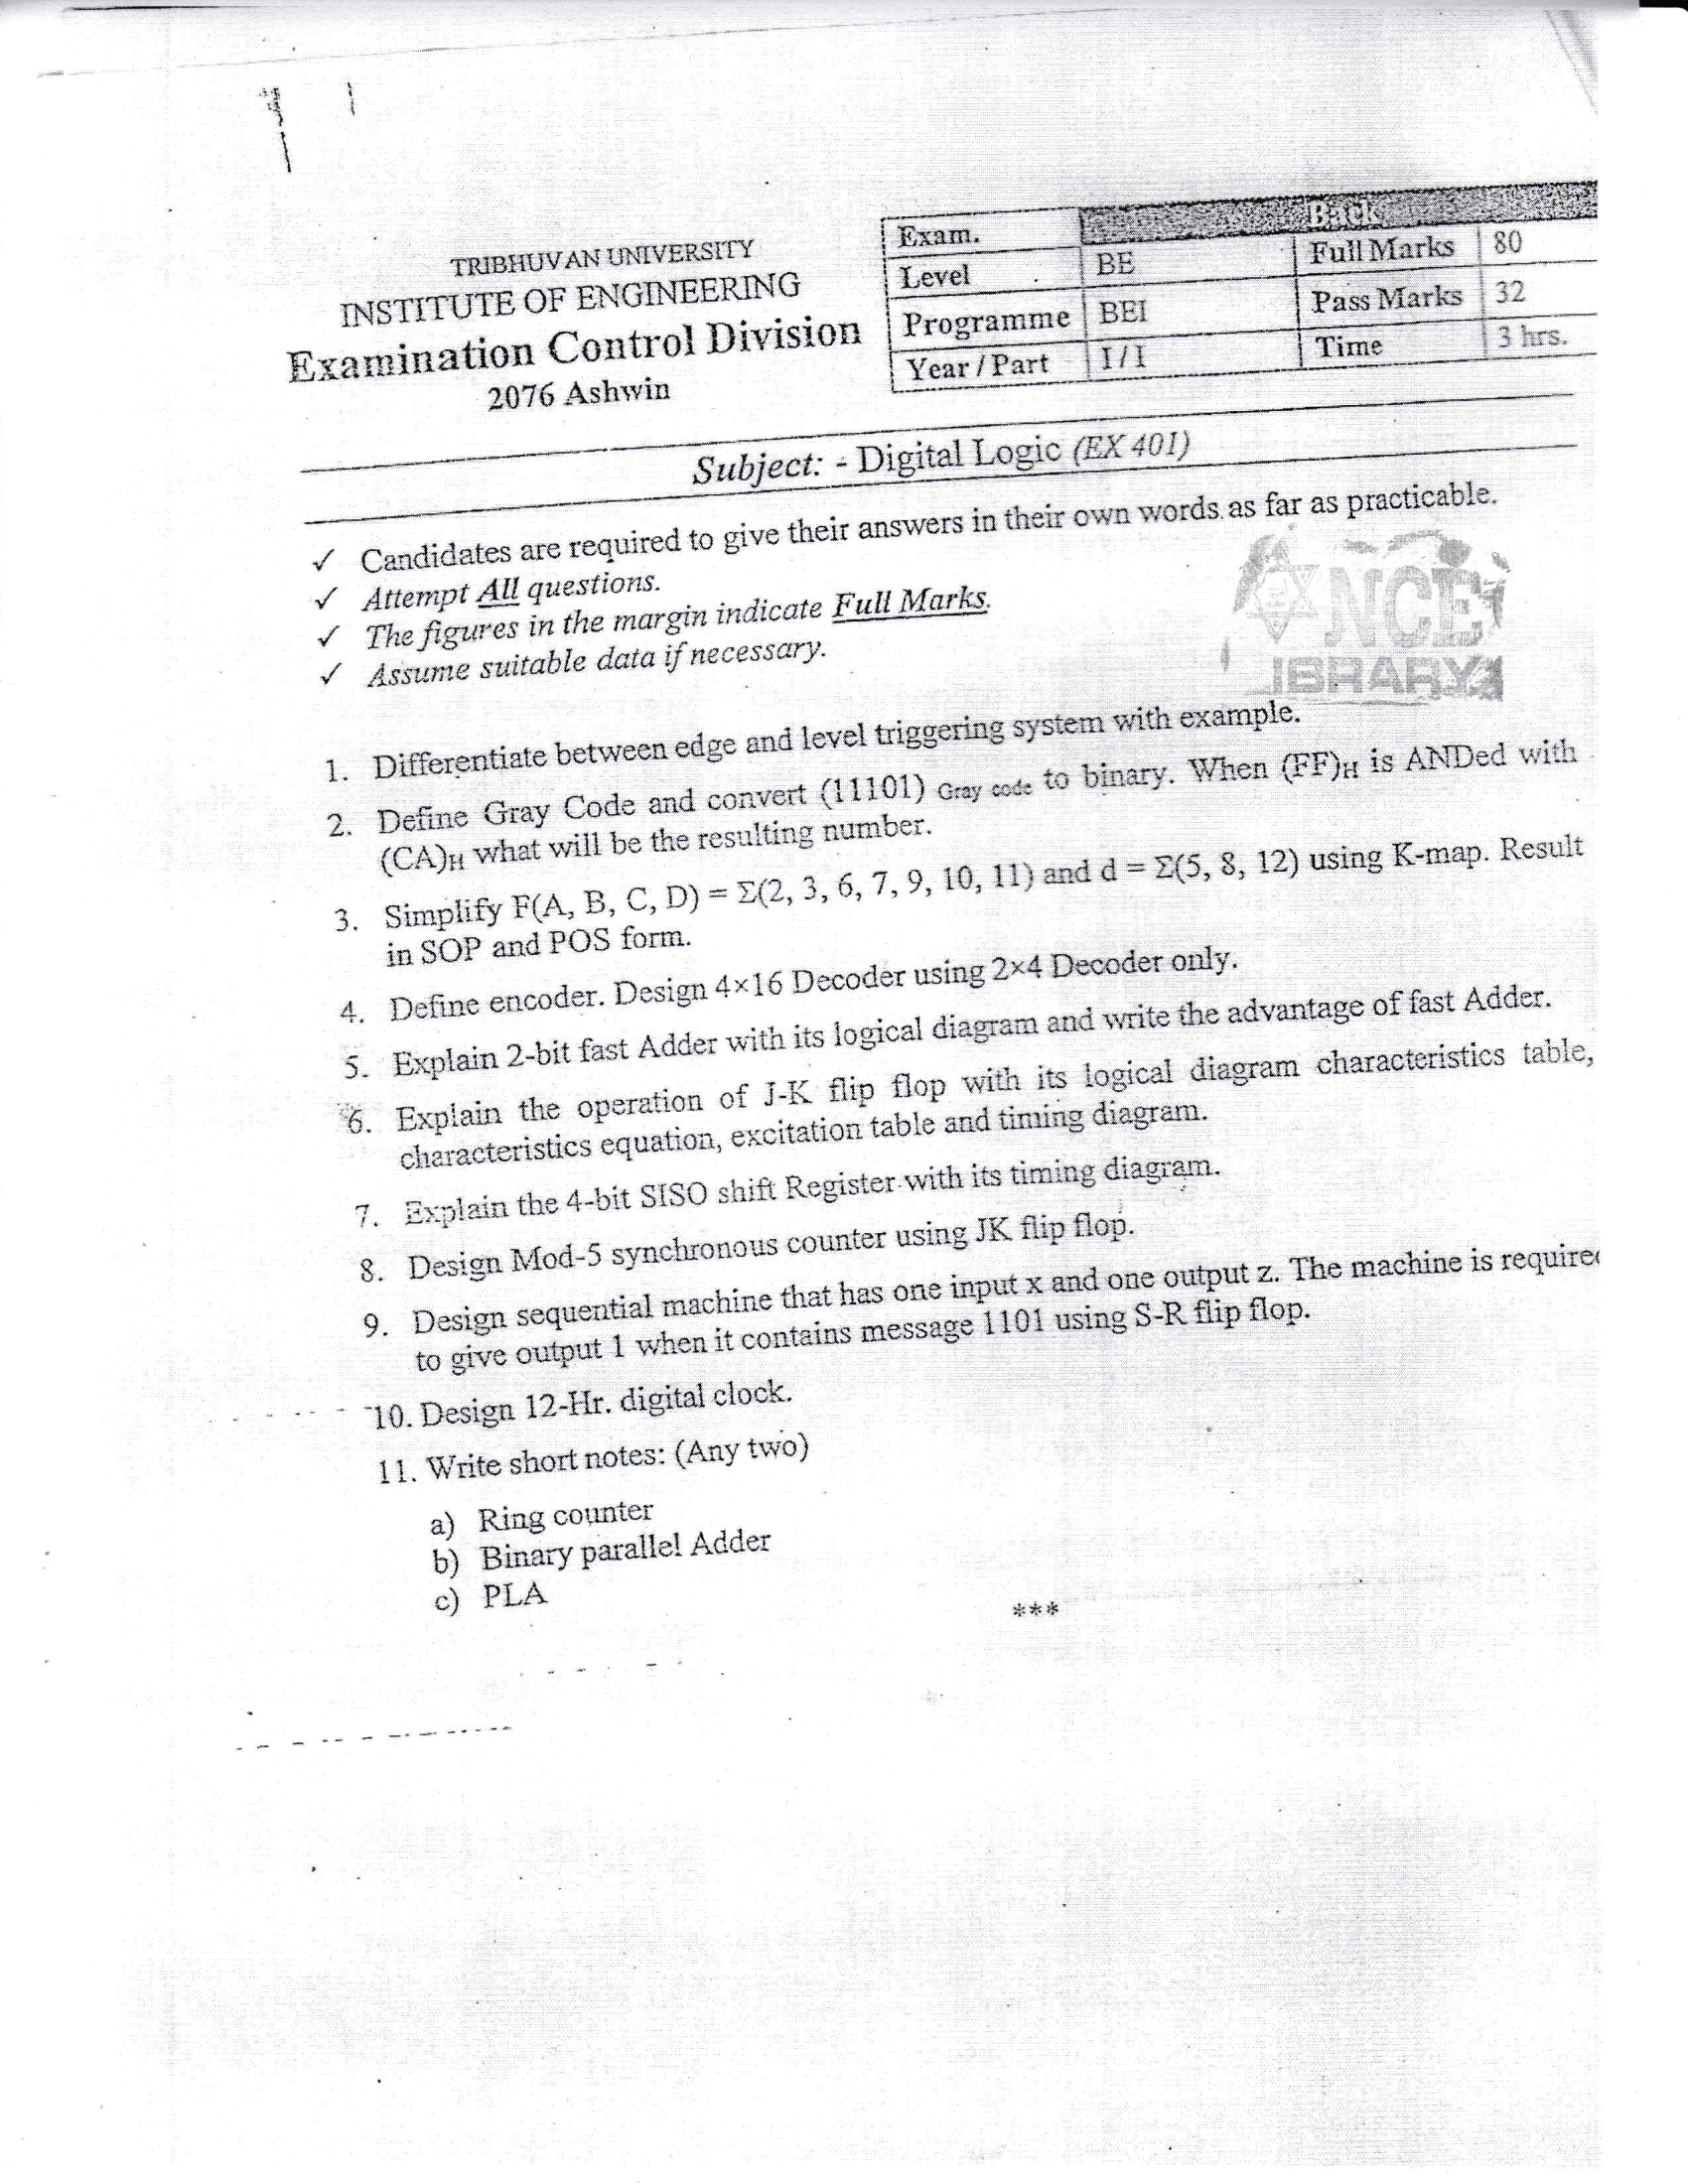 TRIBHUVAN UNIVERSITY
INSTITUTE OF ENGINEERING
Examination Control Division
2076 Ashwin
Exam. Back
Level BE Full Marks 80
Programme BEI Pass Marks 32
Year / Part I / I Time 3 hrs.
Subject: - Digital Logic (EX 401)
✓ Candidates are required to give their answers in their own words as far as practicable.
✓ Attempt All questions.
✓ The figures in the margin indicate Full Marks.
✓ Assume suitable data if necessary.
NCE
IBRARY
1. Differentiate between edge and level triggering system with example.
2. Define Gray Code and convert (11101) Gray code to binary. When (FF)H is ANDed with
(CA)H what will be the resulting number.
3. Simplify F(A, B, C, D) = Σ(2, 3, 6, 7, 9, 10, 11) and d = Σ(5, 8, 12) using K-map. Result
in SOP and POS form.
4. Define encoder. Design 4×16 Decoder using 2×4 Decoder only.
5. Explain 2-bit fast Adder with its logical diagram and write the advantage of fast Adder.
6. Explain the operation of J-K flip flop with its logical diagram characteristics table,
characteristics equation, excitation table and timing diagram.
7. Explain the 4-bit SISO shift Register with its timing diagram.
8. Design Mod-5 synchronous counter using JK flip flop.
9. Design sequential machine that has one input x and one output z. The machine is require
to give output 1 when it contains message 1101 using S-R flip flop.
10. Design 12-Hr. digital clock.
11. Write short notes: (Any two)
a) Ring counter
b) Binary parallel Adder
c) PLA
***